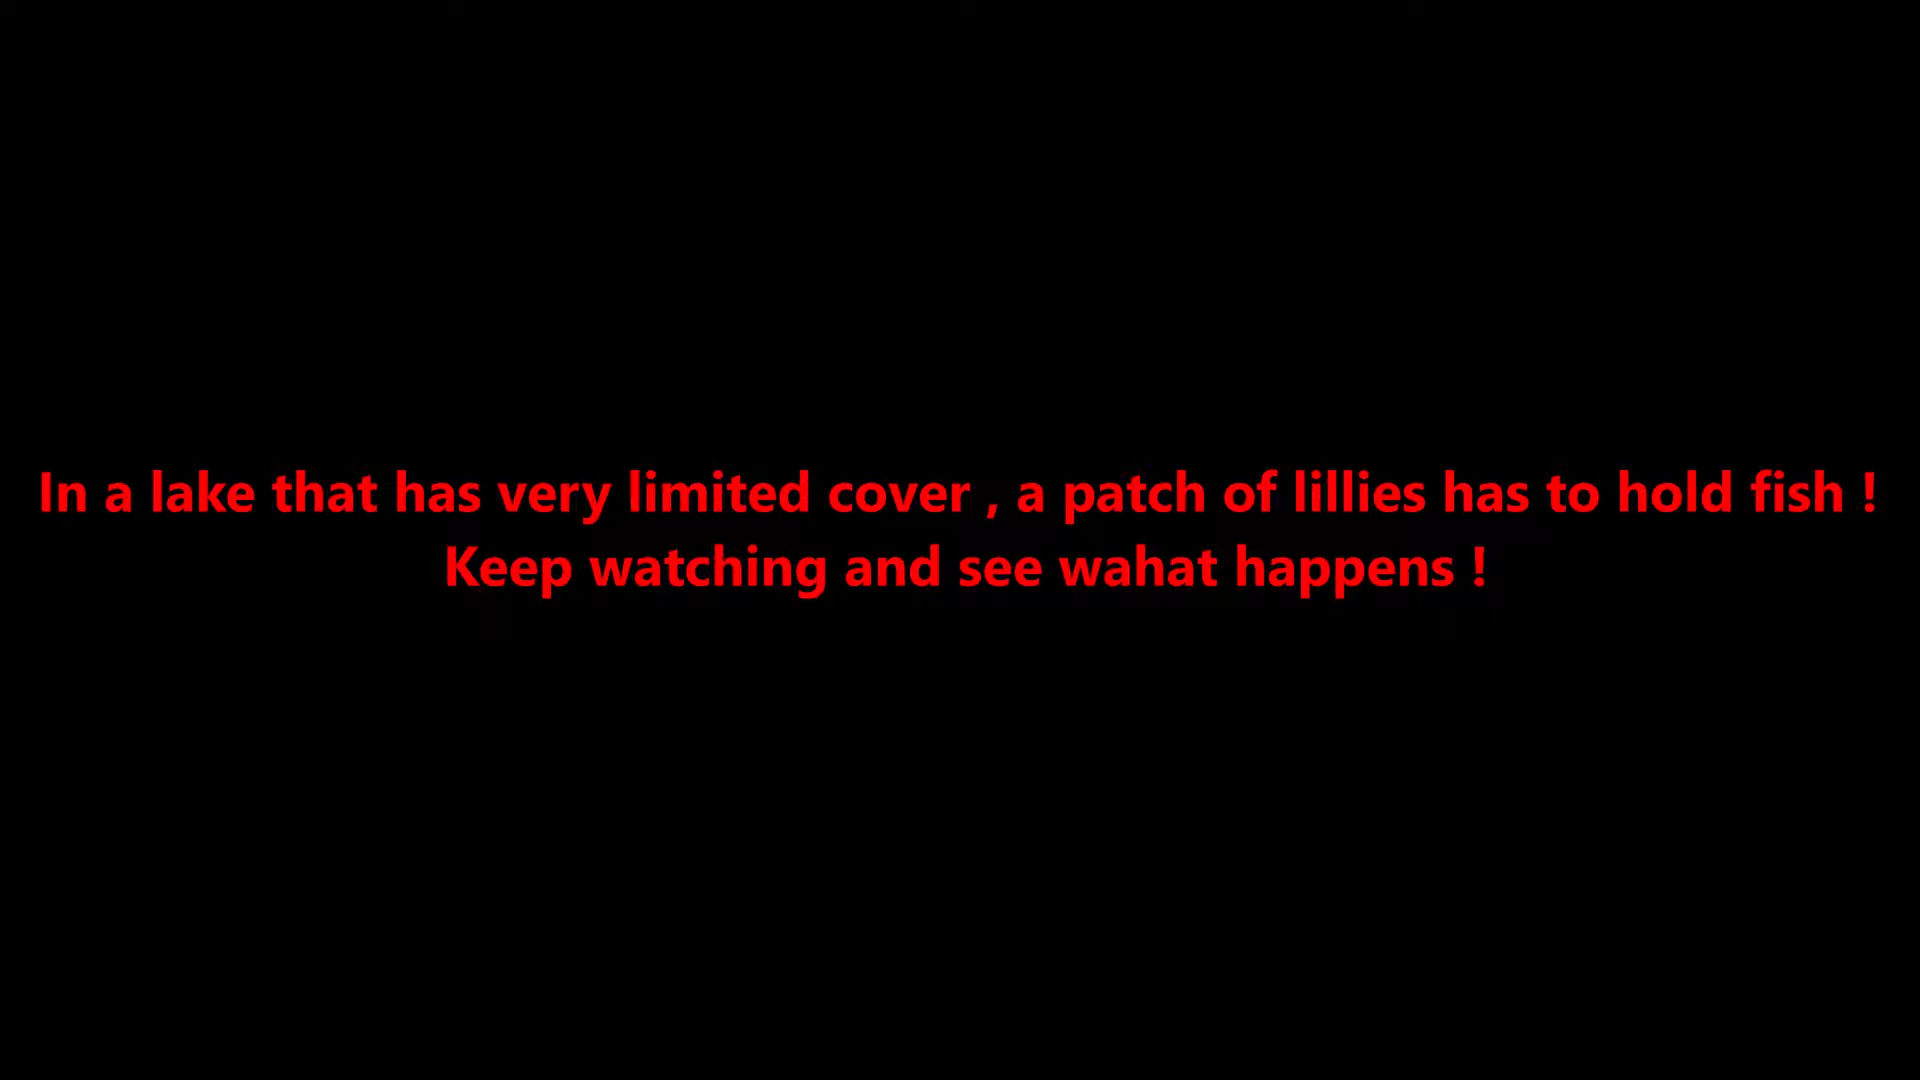 In a lake that has very limited cover , a patch of lillies has to hold fish !
Keep watching and see wahat happens !